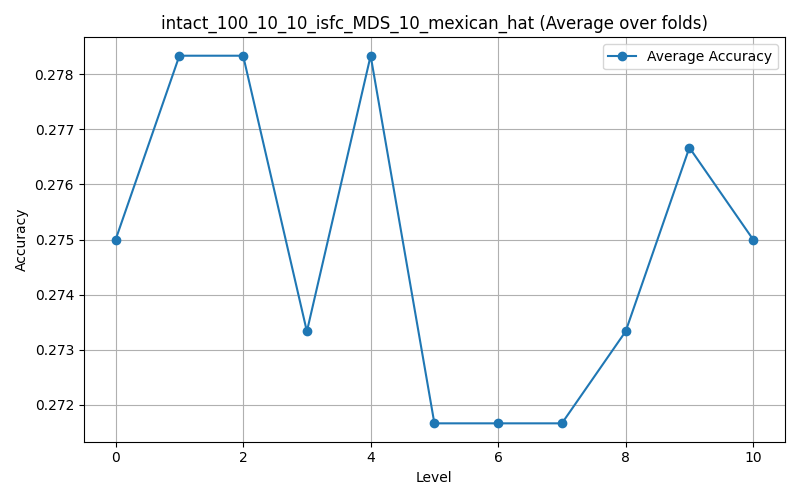 intact_100_10_10_isfc_MDS_10_mexican_hat (Average over folds)
Average Accuracy
0.278
0.277
0.276
0.275
0.274
0.273
0.272
Accuracy
0 2 4 6 8 10
Level